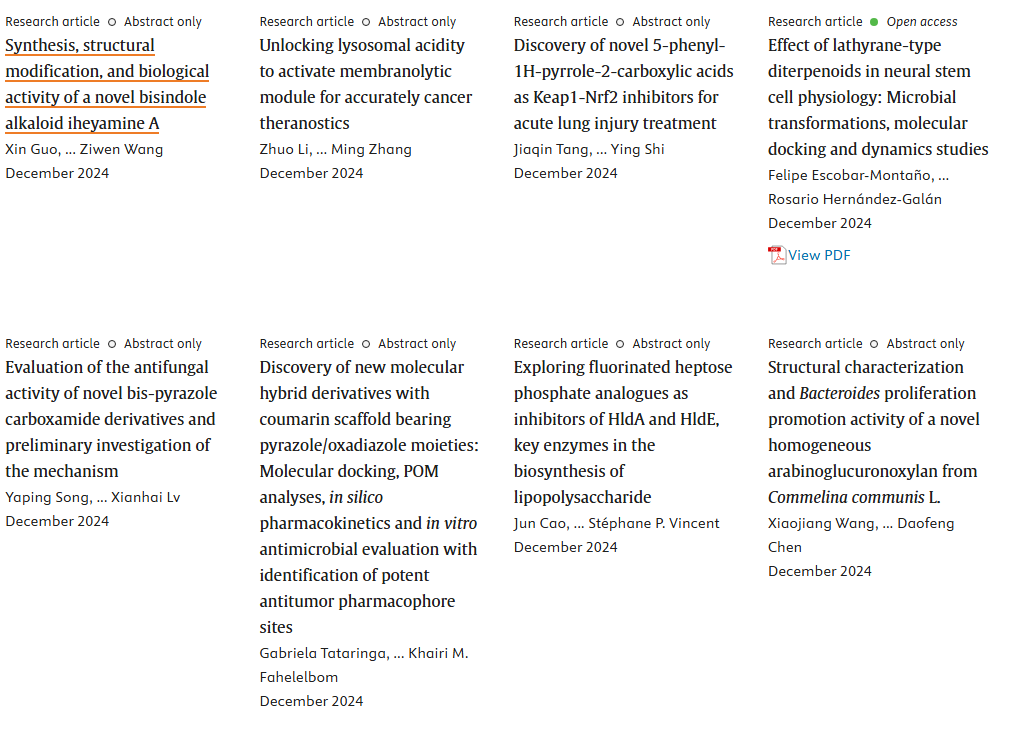 Research article Abstract only
Synthesis, structural
modification, and biological
activity of a novel bisindole
alkaloid iheyamine A
Xin Guo, ... Ziwen Wang
December 2024
Research article Abstract only
Unlocking lysosomal acidity
to activate membranolytic
module for accurately cancer
theranostics
Zhuo Li, ... Ming Zhang
December 2024
Research article Abstract only
Discovery of novel 5-phenyl-
1H-pyrrole-2-carboxylic acids
as Keap1-Nrf2 inhibitors for
acute lung injury treatment
Jiaqin Tang, ... Ying Shi
December 2024
Research article Open access
Effect of lathyrane-type
diterpenoids in neural stem
cell physiology: Microbial
transformations, molecular
docking and dynamics studies
Felipe Escobar-Montaño, ...
Rosario Hernández-Galán
December 2024
View PDF
Research article Abstract only
Evaluation of the antifungal
activity of novel bis-pyrazole
carboxamide derivatives and
preliminary investigation of
the mechanism
Yaping Song, ... Xianhai Lv
December 2024
Research article Abstract only
Discovery of new molecular
hybrid derivatives with
coumarin scaffold bearing
pyrazole/oxadiazole moieties:
Molecular docking, POM
analyses, in silico
pharmacokinetics and in vitro
antimicrobial evaluation with
identification of potent
antitumor pharmacophore
sites
Gabriela Tataringa, ... Khairi M.
Fahelelbom
December 2024
Research article Abstract only
Exploring fluorinated heptose
phosphate analogues as
inhibitors of HldA and HldE,
key enzymes in the
biosynthesis of
lipopolysaccharide
Jun Cao, ... Stéphane P. Vincent
December 2024
Research article Abstract only
Structural characterization
and Bacteroides proliferation
promotion activity of a novel
homogeneous
arabinoglucuronoxylan from
Commelina communis L.
Xiaojiang Wang, ... Daofeng
Chen
December 2024